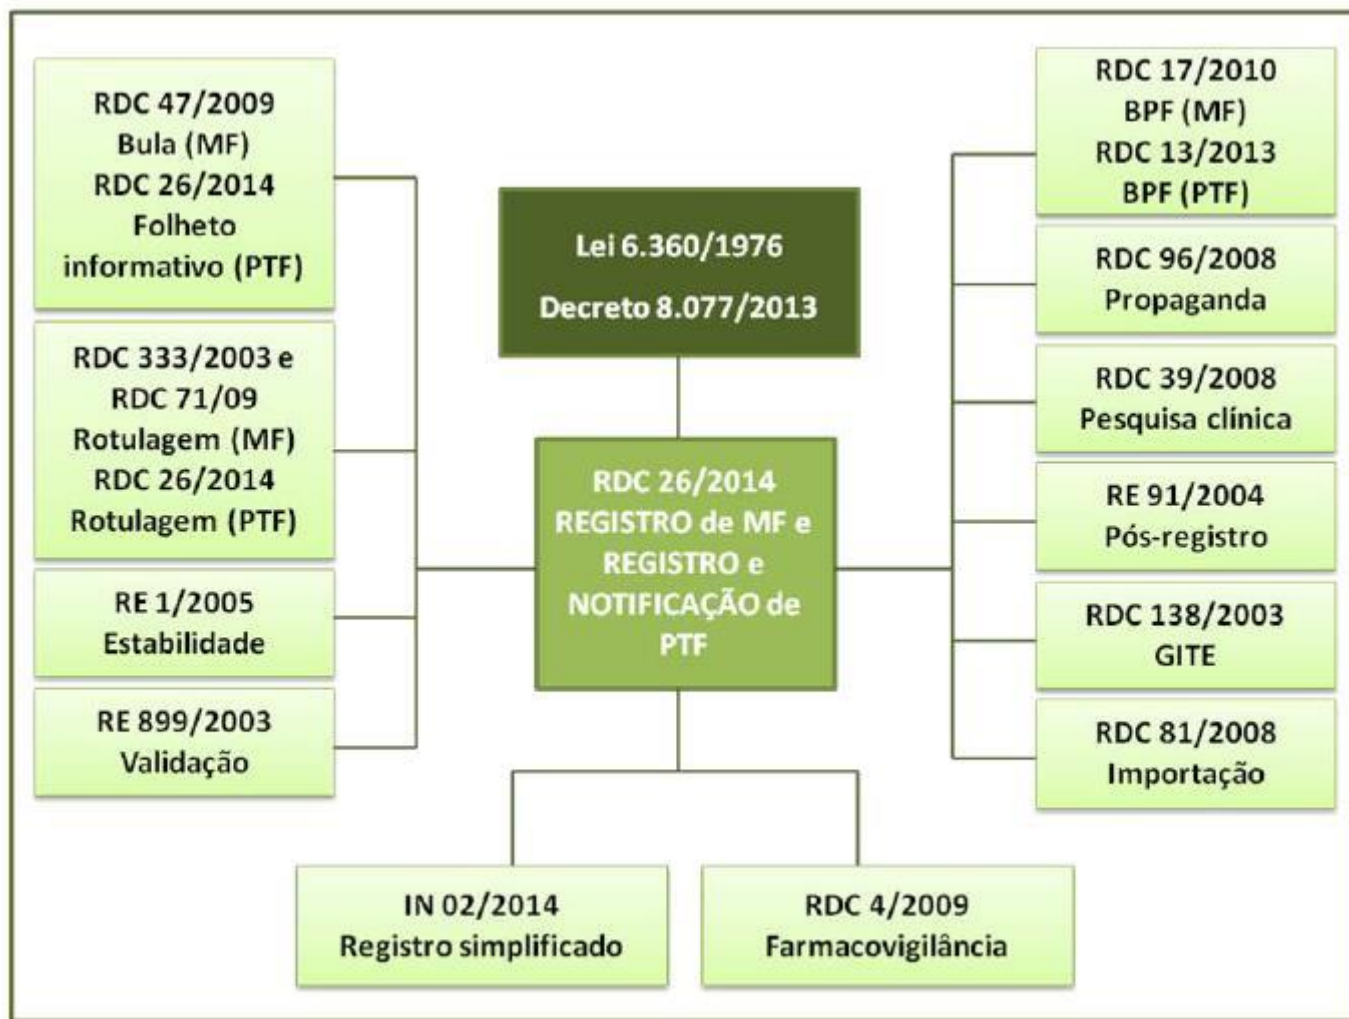 RDC 47/2009
Bula (MF)
RDC 26/2014
Folheto
informativo (PTF)
RDC 333/2003 e
RDC 71/09
Rotulagem (MF)
RDC 26/2014
Rotulagem (PTF)
RE 1/2005
Estabilidade
RE 899/2003
Validação
Lei 6.360/1976
Decreto 8.077/2013
RDC 26/2014
REGISTRO de MF e
REGISTRO e
NOTIFICAÇÃO de
PTF
IN 02/2014
Registro simplificado
RDC 4/2009
Farmacovigilância
RDC 17/2010
BPF (MF)
RDC 13/2013
BPF (PTF)
RDC 96/2008
Propaganda
RDC 39/2008
Pesquisa clínica
RE 91/2004
Pós-registro
RDC 138/2003
GITE
RDC 81/2008
Importação